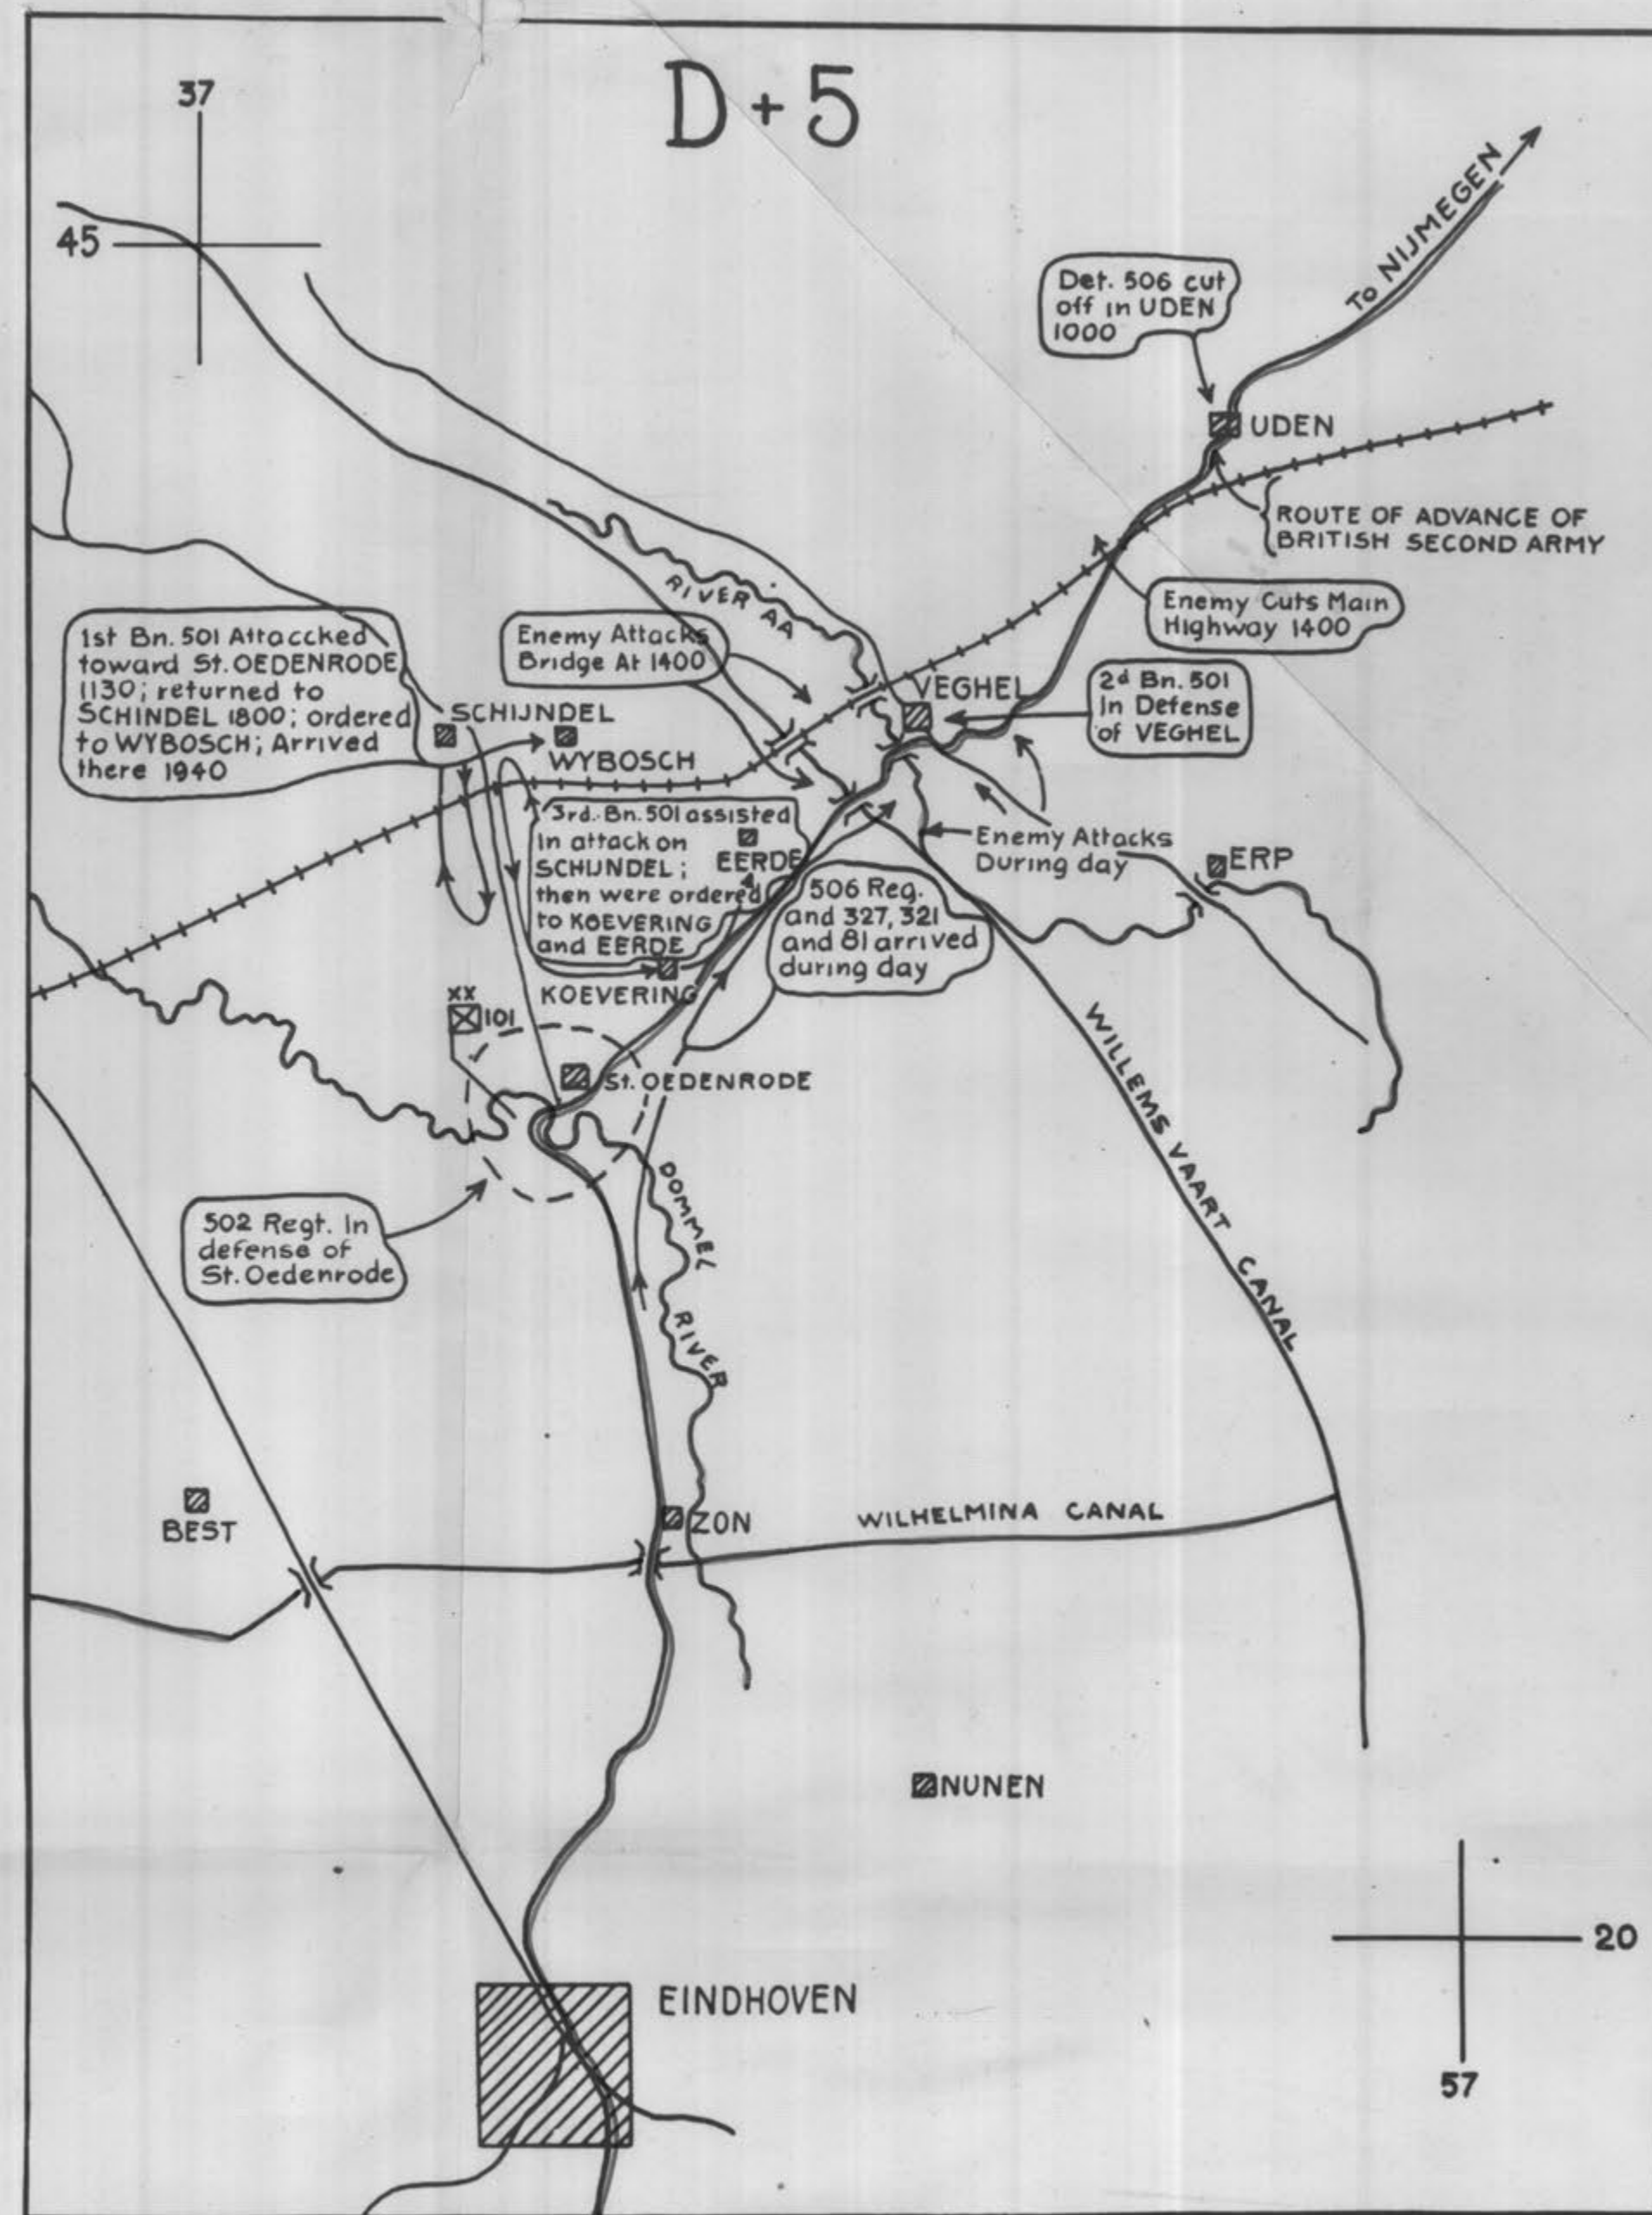 D+5
37
45
To NIJMEGEN
Det. 506 cut
off in UDEN
1000
UDEN
ROUTE OF ADVANCE OF
BRITISH SECOND ARMY
RIVER AA
Enemy Cuts Main
Highway 1400
1st Bn. 501 Attaccked
toward St. OEDENRODE
1130; returned to
SCHINDEL 1800; ordered
to WYBOSCH; Arrived
there 1940
Enemy Attacks
Bridge At 1400
VEGHEL
2d Bn. 501
In Defense
of VEGHEL
SCHIJNDEL
WYBOSCH
3rd. Bn. 501 assisted
In attack on
SCHIJNDEL;
then were ordered
to KOEVERING
and EERDE
EERDE
Enemy Attacks
During day
ERP
506 Reg.
and 327, 321
and 81 arrived
during day
KOEVERING
XX
101
St. OEDENRODE
WILLEMS VAART CANAL
DOMMEL RIVER
502 Regt. In
defense of
St. Oedenrode
BEST
ZON
WILHELMINA CANAL
NUNEN
20
57
EINDHOVEN